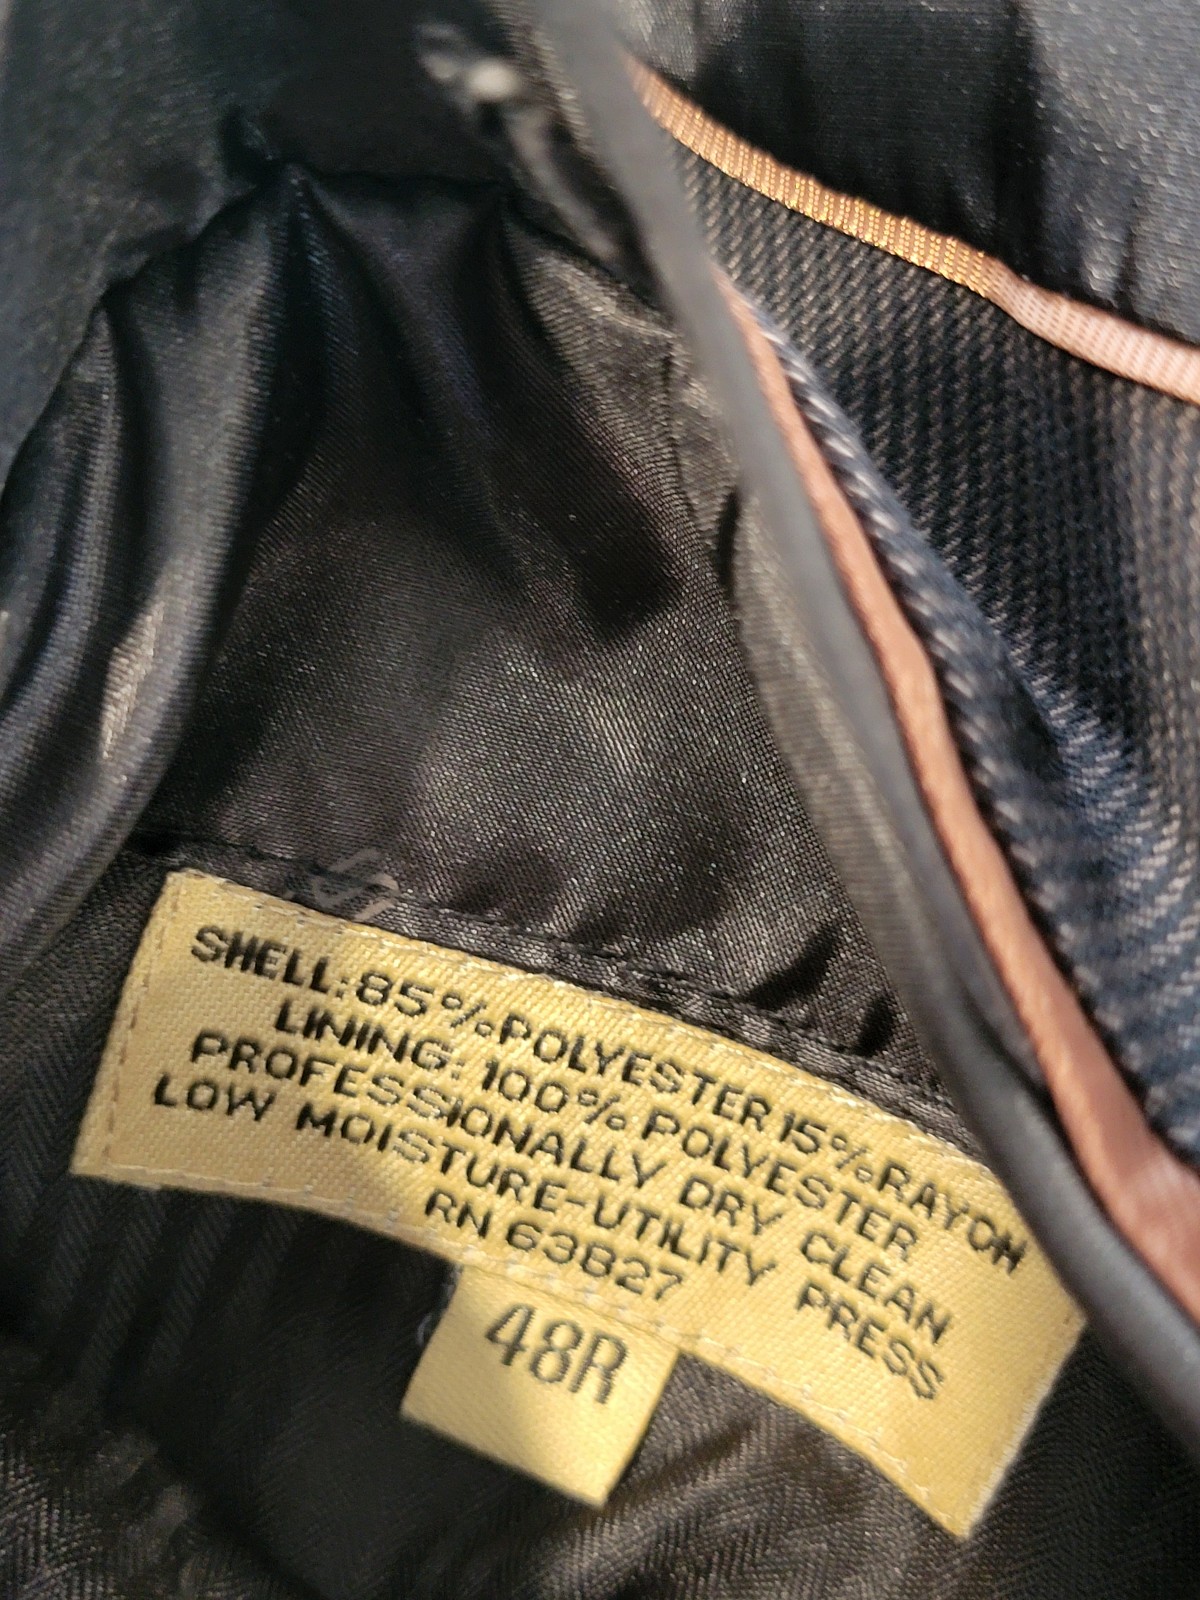 SHELL: 85% POLYESTER 15% RAYON
LINING: 100% POLYESTER
PROFESSIONALLY DRY CLEAN
LOW MOISTURE-UTILITY PRESS
RN 63827
48R